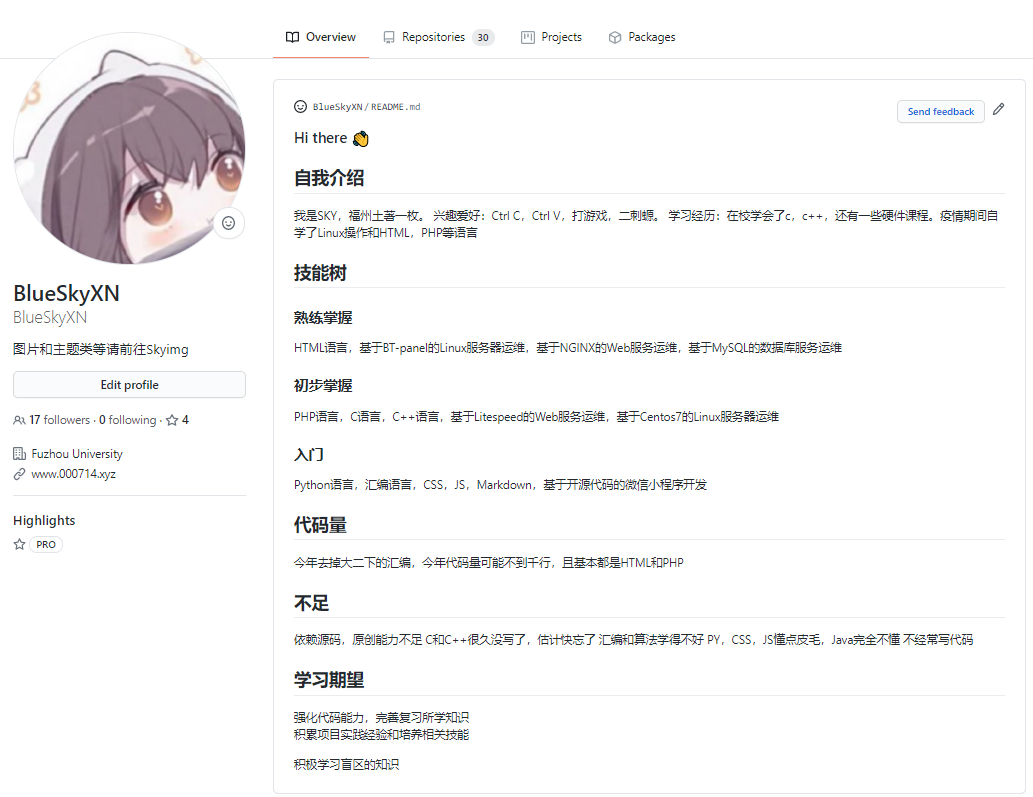 Overview Repositories 30 Projects Packages
BlueSkyXN
BlueSkyXN
图片和主题类等请前往Skyimg
Edit profile
17 followers · 0 following · 4
Fuzhou University
www.000714.xyz
Highlights
PRO
BlueSkyXN/README.md
Send feedback
Hi there 👋
自我介绍
我是SKY，福州土著一枚。 兴趣爱好：Ctrl C，Ctrl V，打游戏，二刺螈。 学习经历：在校学会了c，c++，还有一些硬件课程。疫情期间自
学了Linux操作和HTML，PHP等语言
技能树
熟练掌握
HTML语言，基于BT-panel的Linux服务器运维，基于NGINX的Web服务运维，基于MySQL的数据库服务运维
初步掌握
PHP语言，C语言，C++语言，基于Litespeed的Web服务运维，基于Centos7的Linux服务器运维
入门
Python语言，汇编语言，CSS，JS，Markdown，基于开源代码的微信小程序开发
代码量
今年去掉大二下的汇编，今年代码量可能不到千行，且基本都是HTML和PHP
不足
依赖源码，原创能力不足 C和C++很久没写了，估计快忘了 汇编和算法学得不好 PY，CSS，JS懂点皮毛，Java完全不懂 不经常写代码
学习期望
强化代码能力，完善复习所学知识
积累项目实践经验和培养相关技能
积极学习盲区的知识